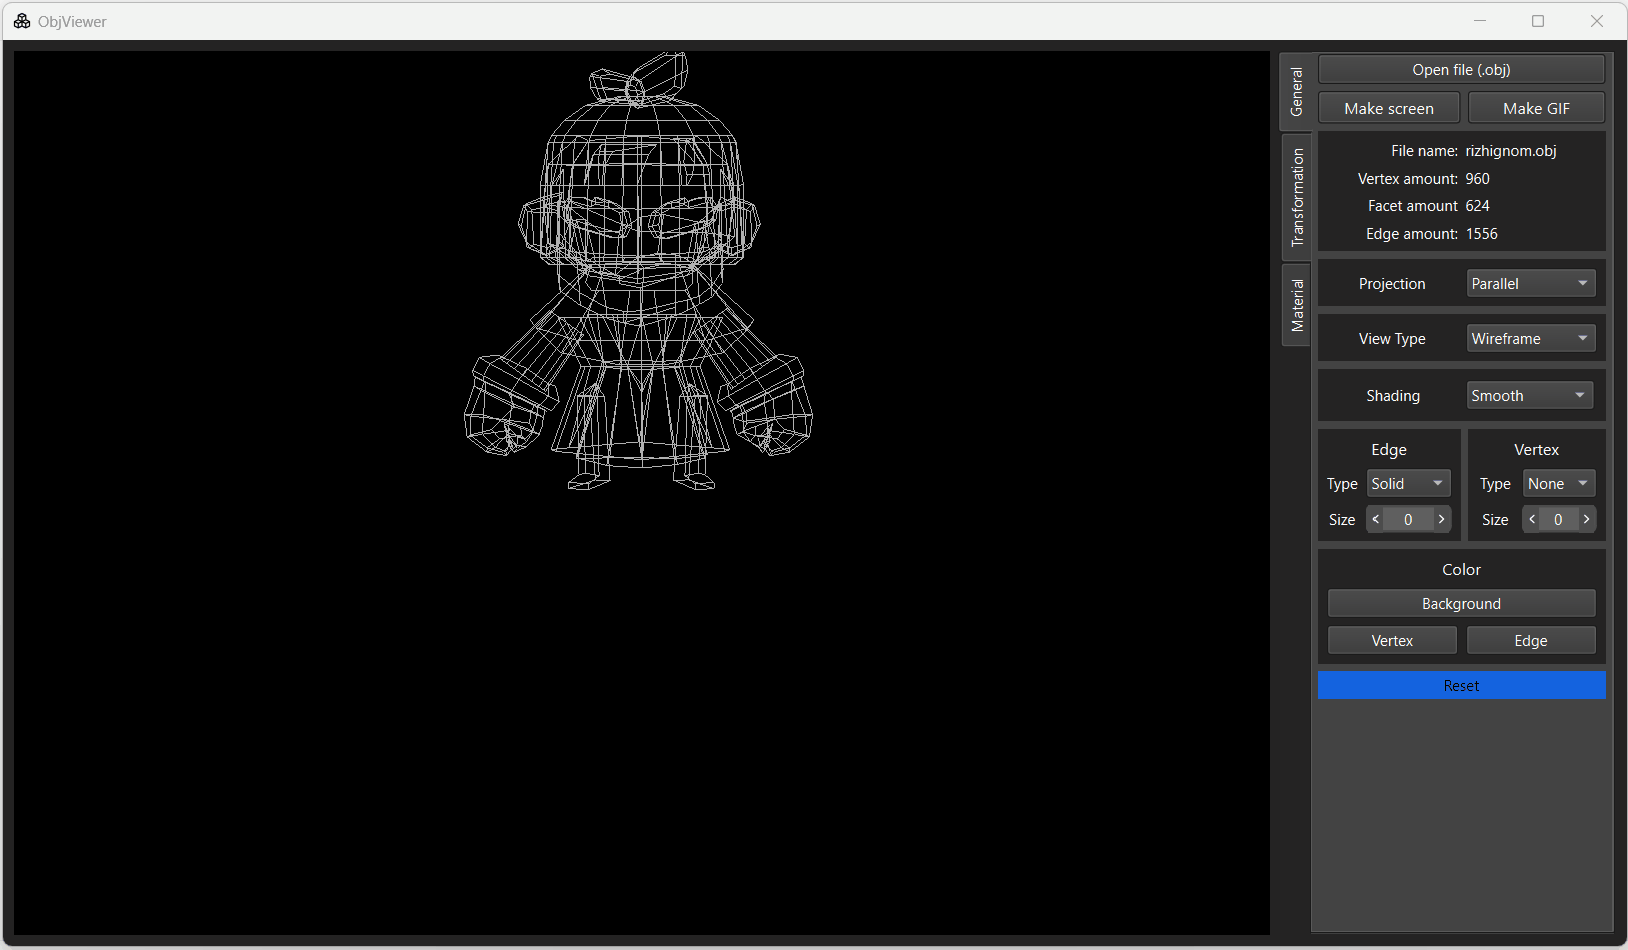 ObjViewer
General
Transformation
Material
Open file (.obj)
Make screen
Make GIF
File name: rizhignom.obj
Vertex amount: 960
Facet amount 624
Edge amount: 1556
Projection Parallel
View Type Wireframe
Shading Smooth
Edge
Type Solid
Size < 0 >
Vertex
Type None
Size < 0 >
Color
Background
Vertex
Edge
Reset